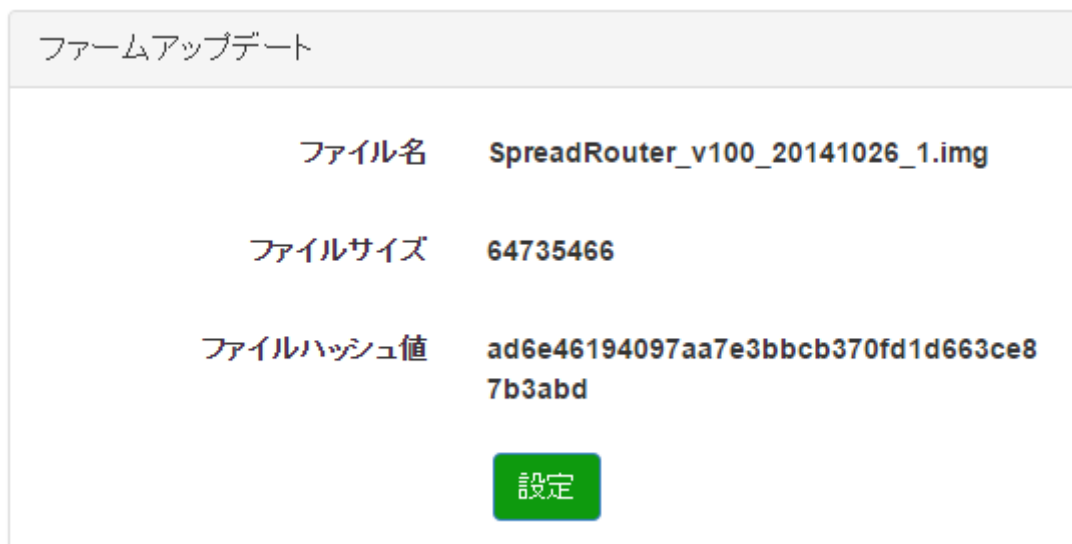 ファームアップデート
ファイル名 SpreadRouter_v100_20141026_1.img
ファイルサイズ 64735466
ファイルハッシュ値 ad6e46194097aa7e3bbcb370fd1d663ce8
7b3abd
設定